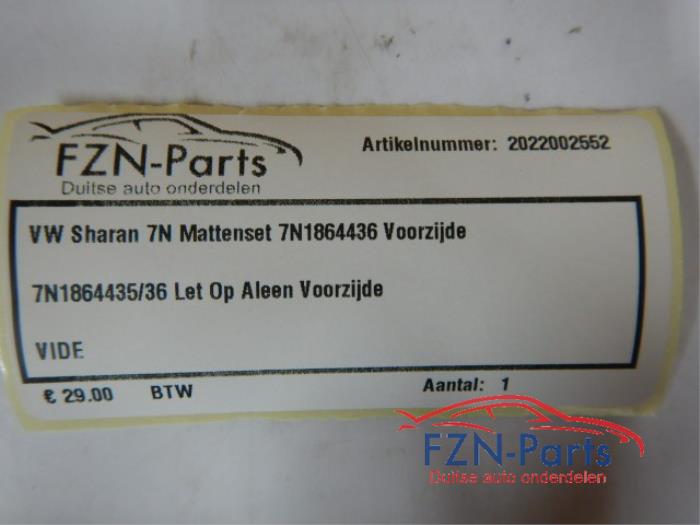 FZN-Parts
Duitse auto onderdelen
Artikelnummer: 2022002552
VW Sharan 7N Mattenset 7N1864436 Voorzijde
7N1864435/36 Let Op Aleen Voorzijde
VIDE
€ 29.00 BTW Aantal: 1
FZN-Parts
Duitse auto onderdelen